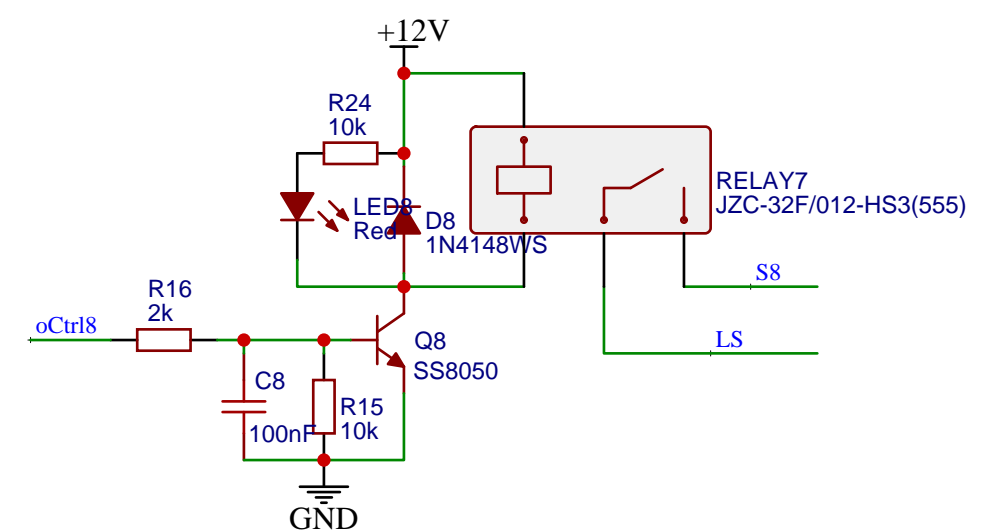 +12V
R24
10k
LED8
Red
D8
1N4148WS
RELAY7
JZC-32F/012-HS3(555)
S8
LS
R16
2k
oCtrl8
Q8
SS8050
C8
100nF
R15
10k
GND